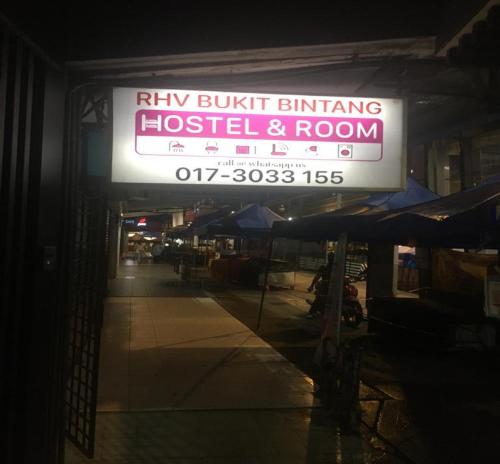 RHV BUKIT BINTANG
HOSTEL & ROOM
call or whatsapp us
017-3033 155